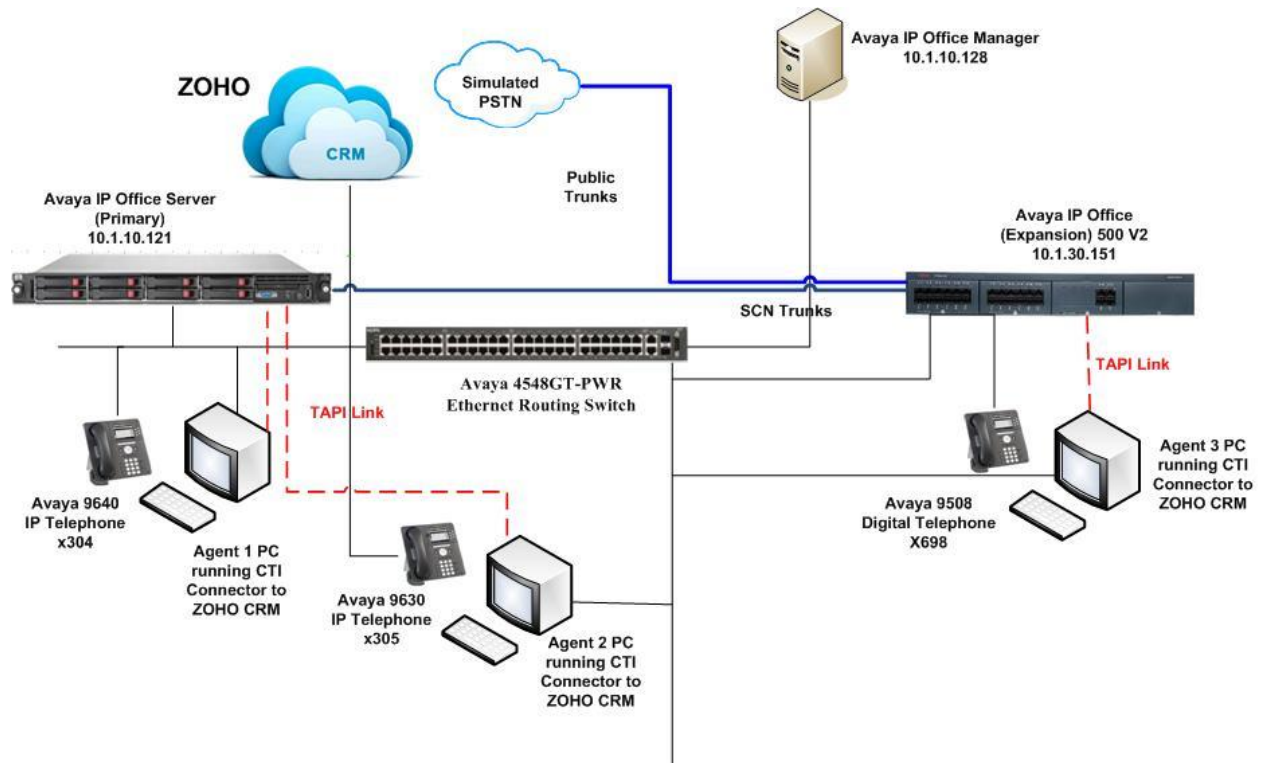 ZOHO
CRM
Simulated
PSTN
Avaya IP Office Manager
10.1.10.128
Public
Trunks
Avaya IP Office Server
(Primary)
10.1.10.121
Avaya IP Office
(Expansion) 500 V2
10.1.30.151
SCN Trunks
Avaya 4548GT-PWR
Ethernet Routing Switch
TAPI Link
TAPI Link
Avaya 9640
IP Telephone
x304
Agent 1 PC
running CTI
Connector to
ZOHO CRM
Avaya 9630
IP Telephone
x305
Agent 2 PC
running CTI
Connector to
ZOHO CRM
Avaya 9508
Digital Telephone
X698
Agent 3 PC
running CTI
Connector to
ZOHO CRM